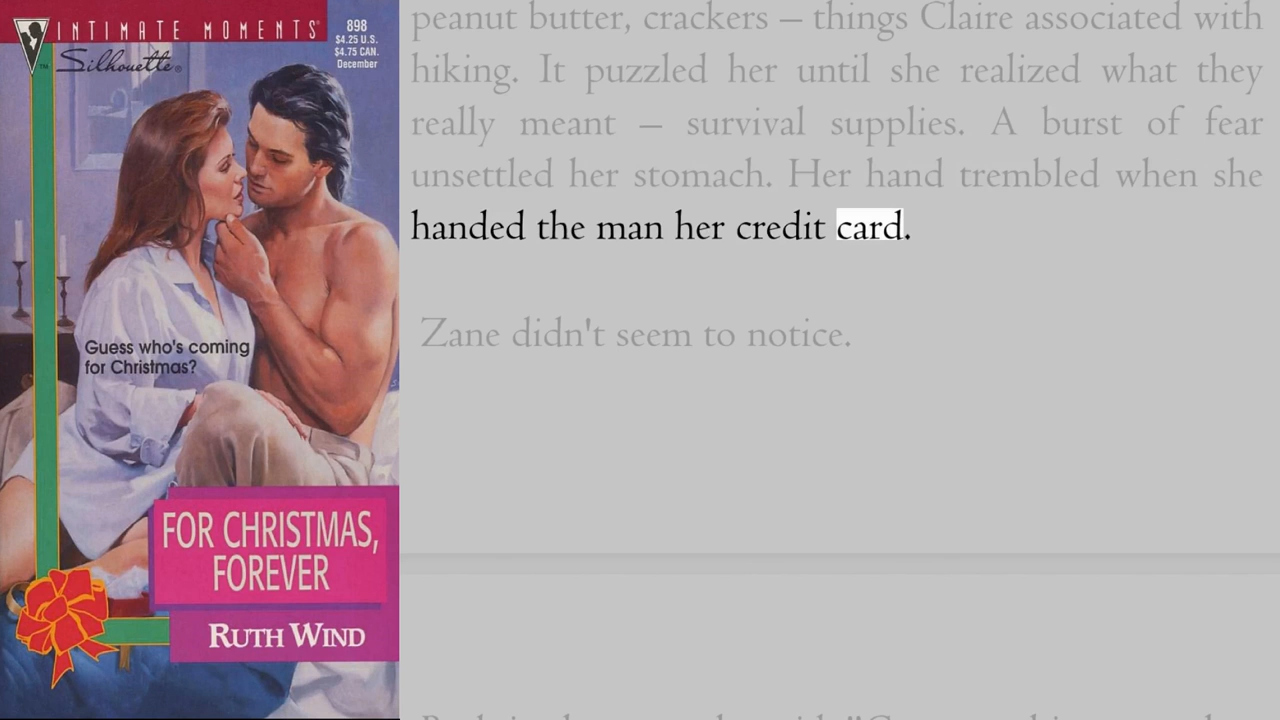 INTIMATE MOMENTS®
Silhouette®
898
$4.25 U.S.
$4.75 CAN.
December
Guess who's coming
for Christmas?
FOR CHRISTMAS,
FOREVER
RUTH WIND
peanut butter, crackers – things Claire associated with
hiking. It puzzled her until she realized what they
really meant – survival supplies. A burst of fear
unsettled her stomach. Her hand trembled when she
handed the man her credit card.
Zane didn't seem to notice.